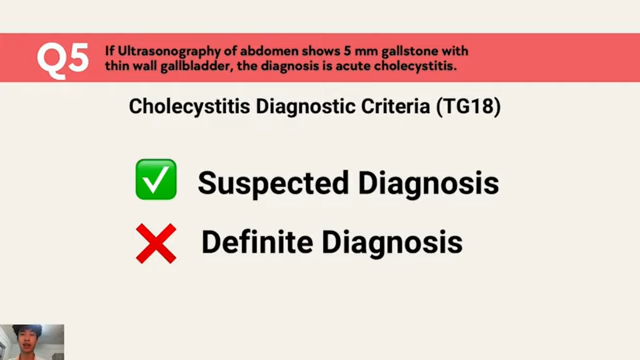 Q5
If Ultrasonography of abdomen shows 5 mm gallstone with
thin wall gallbladder, the diagnosis is acute cholecystitis.
Cholecystitis Diagnostic Criteria (TG18)
Suspected Diagnosis
Definite Diagnosis